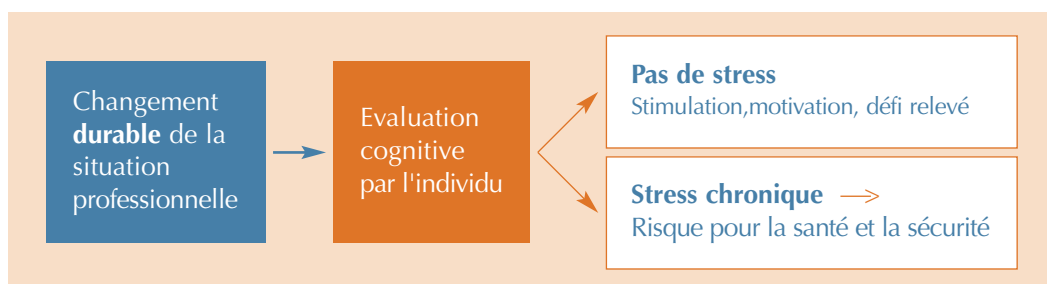 Changement
durable de la
situation
professionnelle
Evaluation
cognitive
par l'individu
Pas de stress
Stimulation,motivation, défi relevé
Stress chronique
Risque pour la santé et la sécurité